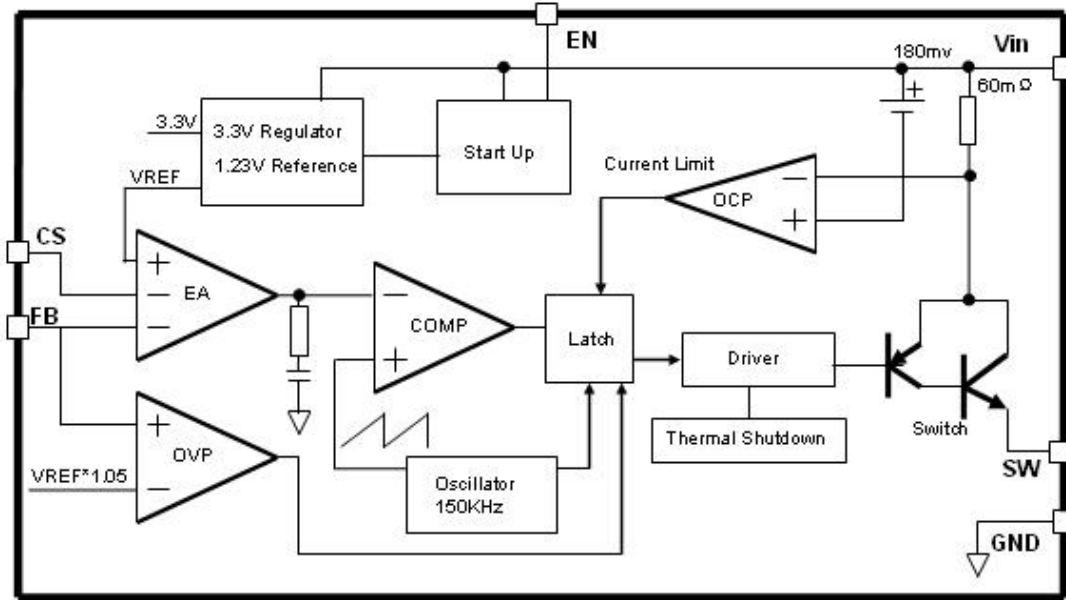 EN
180mv
Vin
60mΩ
3.3V
3.3V Regulator
1.23V Reference
Start Up
VREF
Current Limit
OCP
CS
EA
FB
COMP
Latch
Driver
Thermal Shutdown
Switch
OVP
VREF*1.05
Oscillator
150KHz
SW
GND